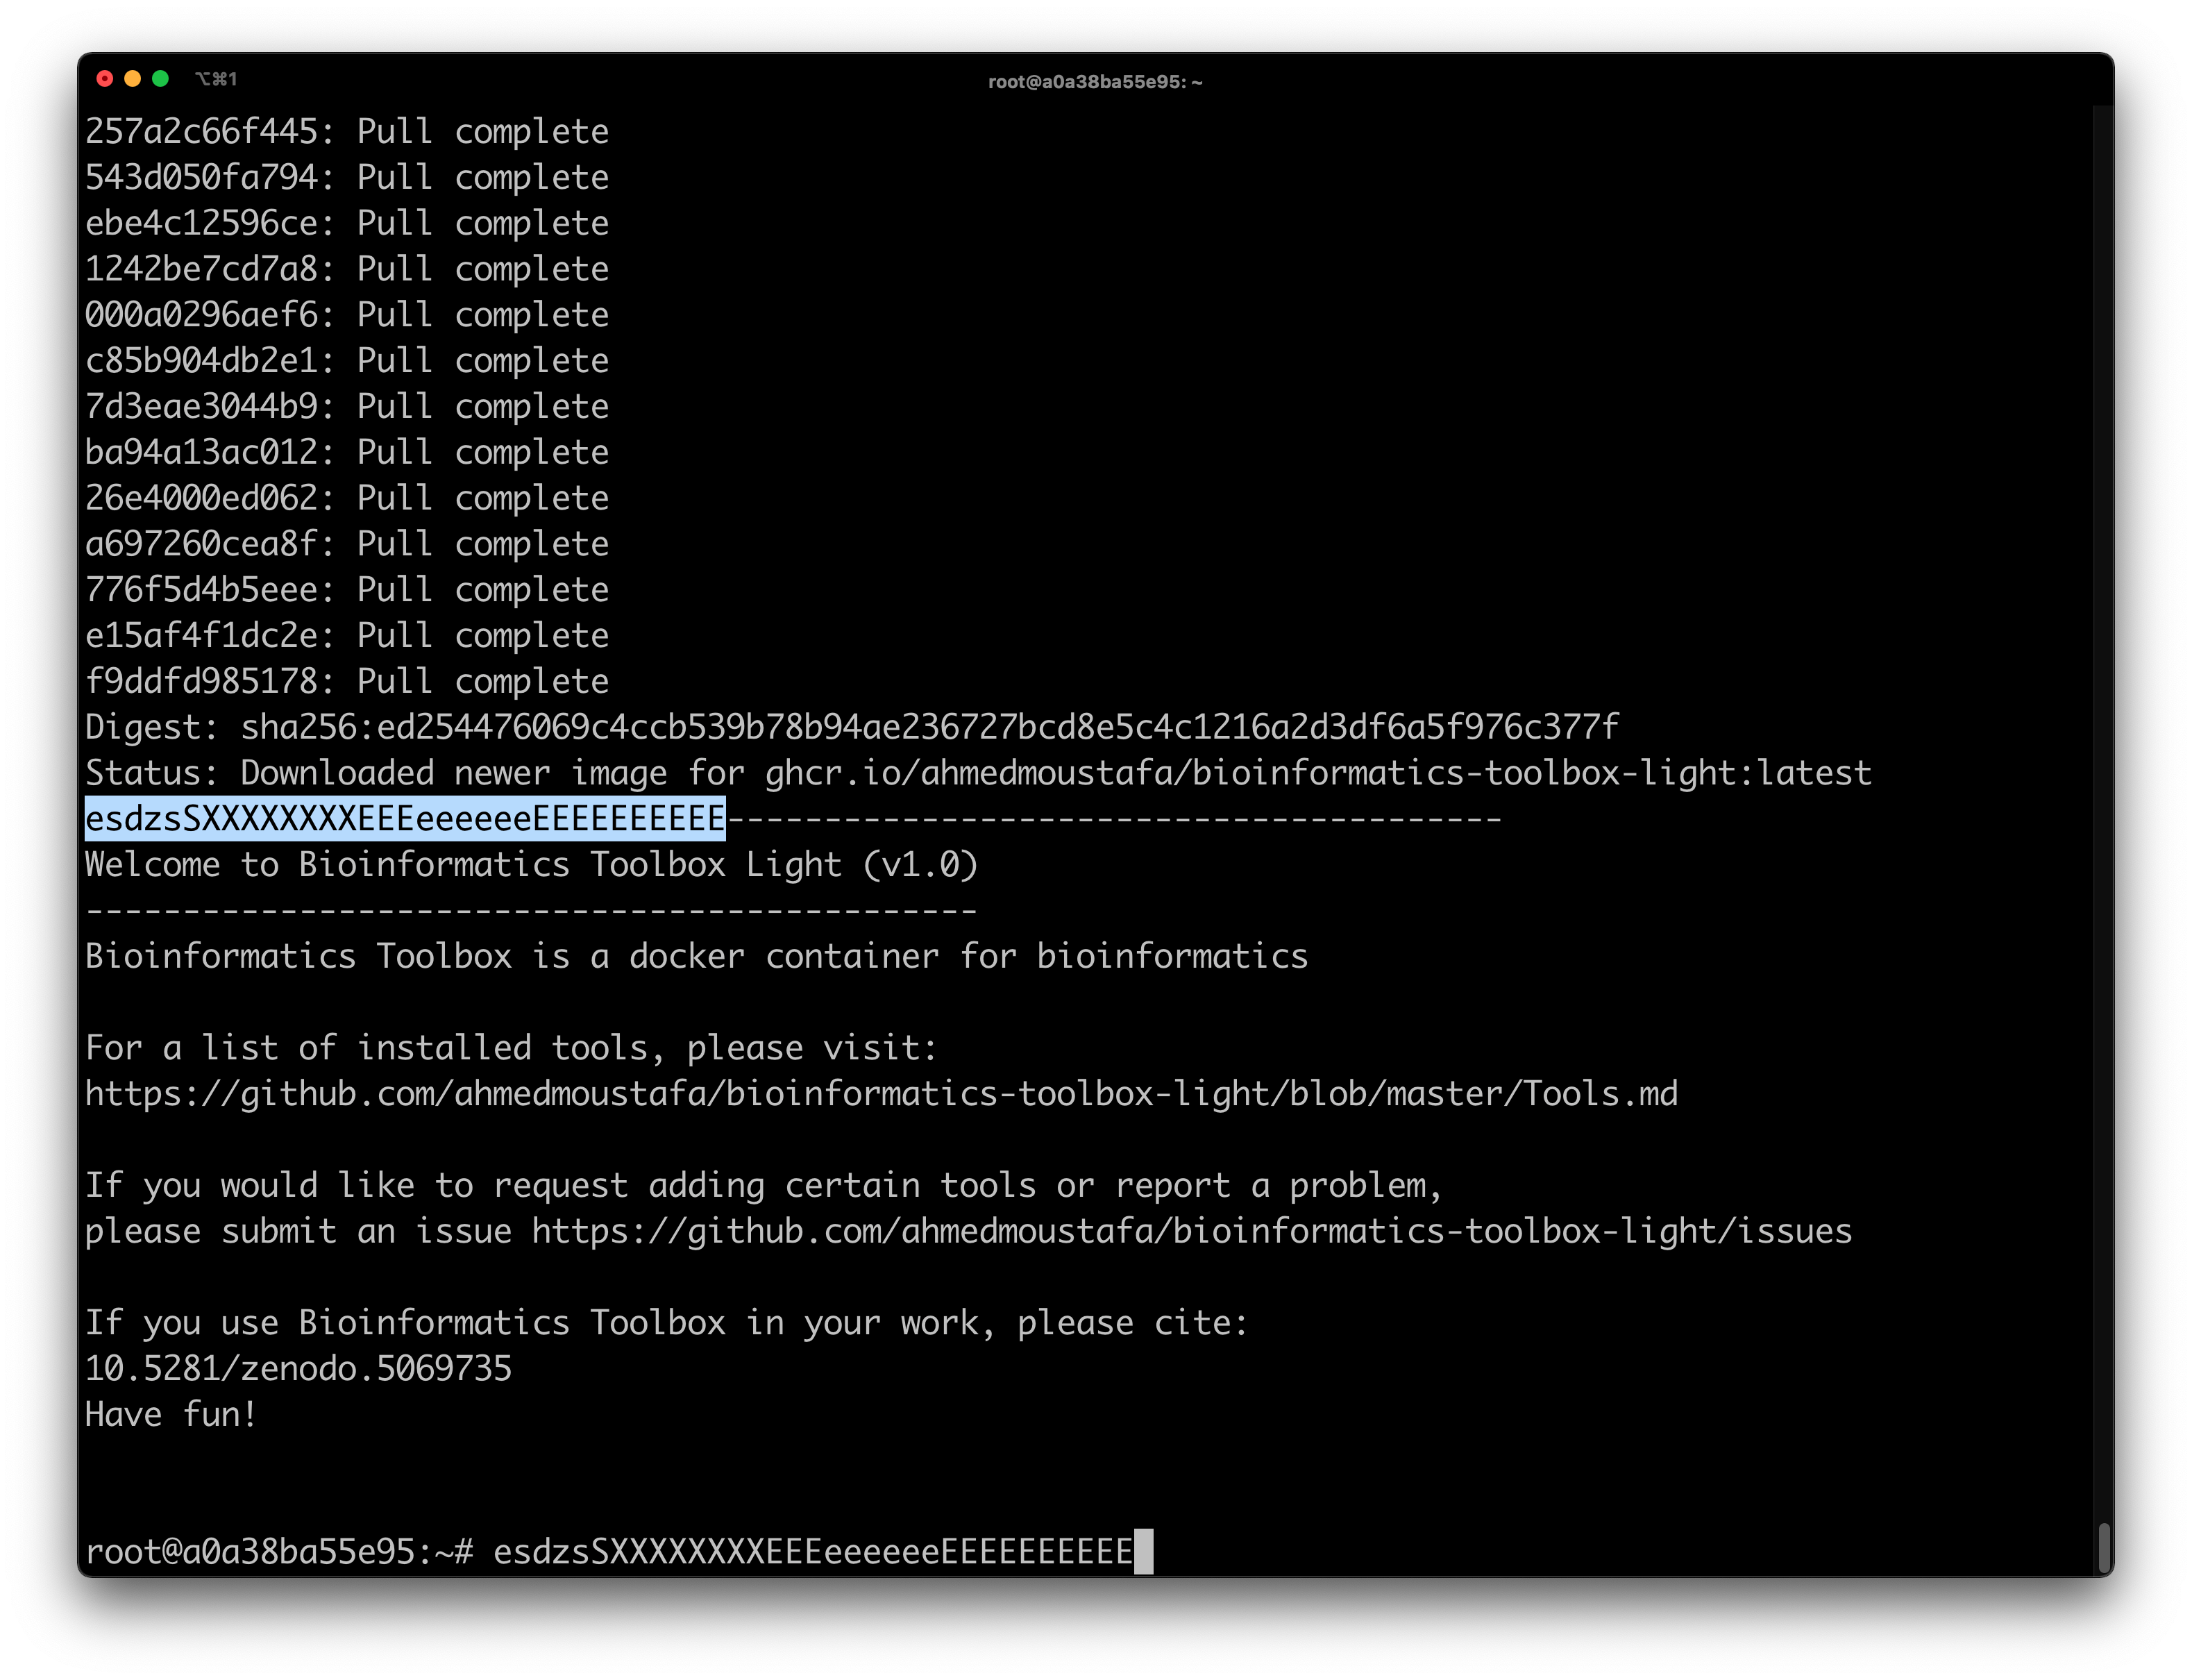 ⌥⌘1
root@a0a38ba55e95: ~
257a2c66f445: Pull complete
543d050fa794: Pull complete
ebe4c12596ce: Pull complete
1242be7cd7a8: Pull complete
000a0296aef6: Pull complete
c85b904db2e1: Pull complete
7d3eae3044b9: Pull complete
ba94a13ac012: Pull complete
26e4000ed062: Pull complete
a697260cea8f: Pull complete
776f5d4b5eee: Pull complete
e15af4f1dc2e: Pull complete
f9ddfd985178: Pull complete
Digest: sha256:ed254476069c4ccb539b78b94ae236727bcd8e5c4c1216a2d3df6a5f976c377f
Status: Downloaded newer image for ghcr.io/ahmedmoustafa/bioinformatics-toolbox-light:latest
esdzsSXXXXXXXXEEEeeeeeeEEEEEEEEEE----------------------------------------
Welcome to Bioinformatics Toolbox Light (v1.0)
----------------------------------------------
Bioinformatics Toolbox is a docker container for bioinformatics
For a list of installed tools, please visit:
https://github.com/ahmedmoustafa/bioinformatics-toolbox-light/blob/master/Tools.md
If you would like to request adding certain tools or report a problem,
please submit an issue https://github.com/ahmedmoustafa/bioinformatics-toolbox-light/issues
If you use Bioinformatics Toolbox in your work, please cite:
10.5281/zenodo.5069735
Have fun!
root@a0a38ba55e95:~# esdzsSXXXXXXXXEEEeeeeeeEEEEEEEEEE